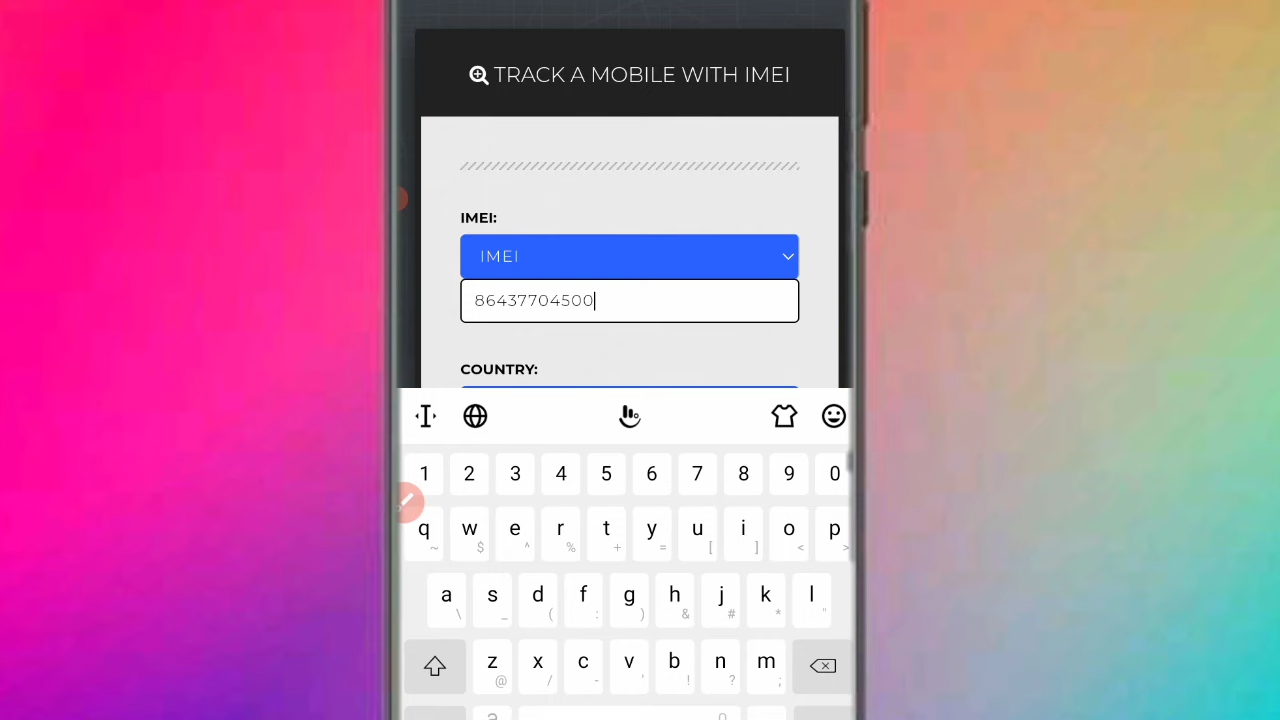 TRACK A MOBILE WITH IMEI
IMEI:
IMEI
86437704500
COUNTRY:
1 2 3 4 5 6 7 8 9 0
q w e r t y u i o p
~ $ ^ % + = [ ] < >
a s d f g h j k l
\ _ ( : ) & # * "
z x c v b n m
@ / - ' ! ? ;